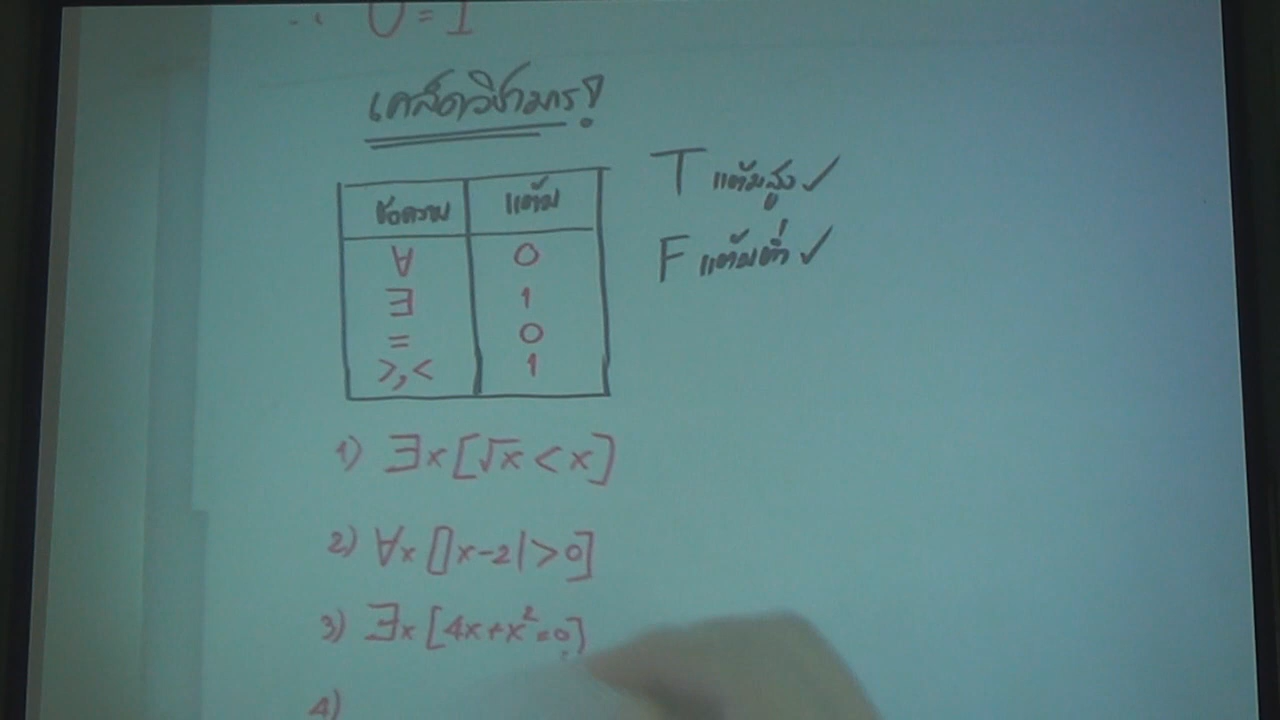 ∴ U = I
เคล็ดวิชามาร!
ข้อความ แต้ม
∀ 0
∃ 1
= 0
>,< 1
T แต้มสูง ✓
F แต้มต่ำ ✓
1) ∃x[√x < x]
2) ∀x[|x-2|>0]
3) ∃x[4x+x²=0]
4)